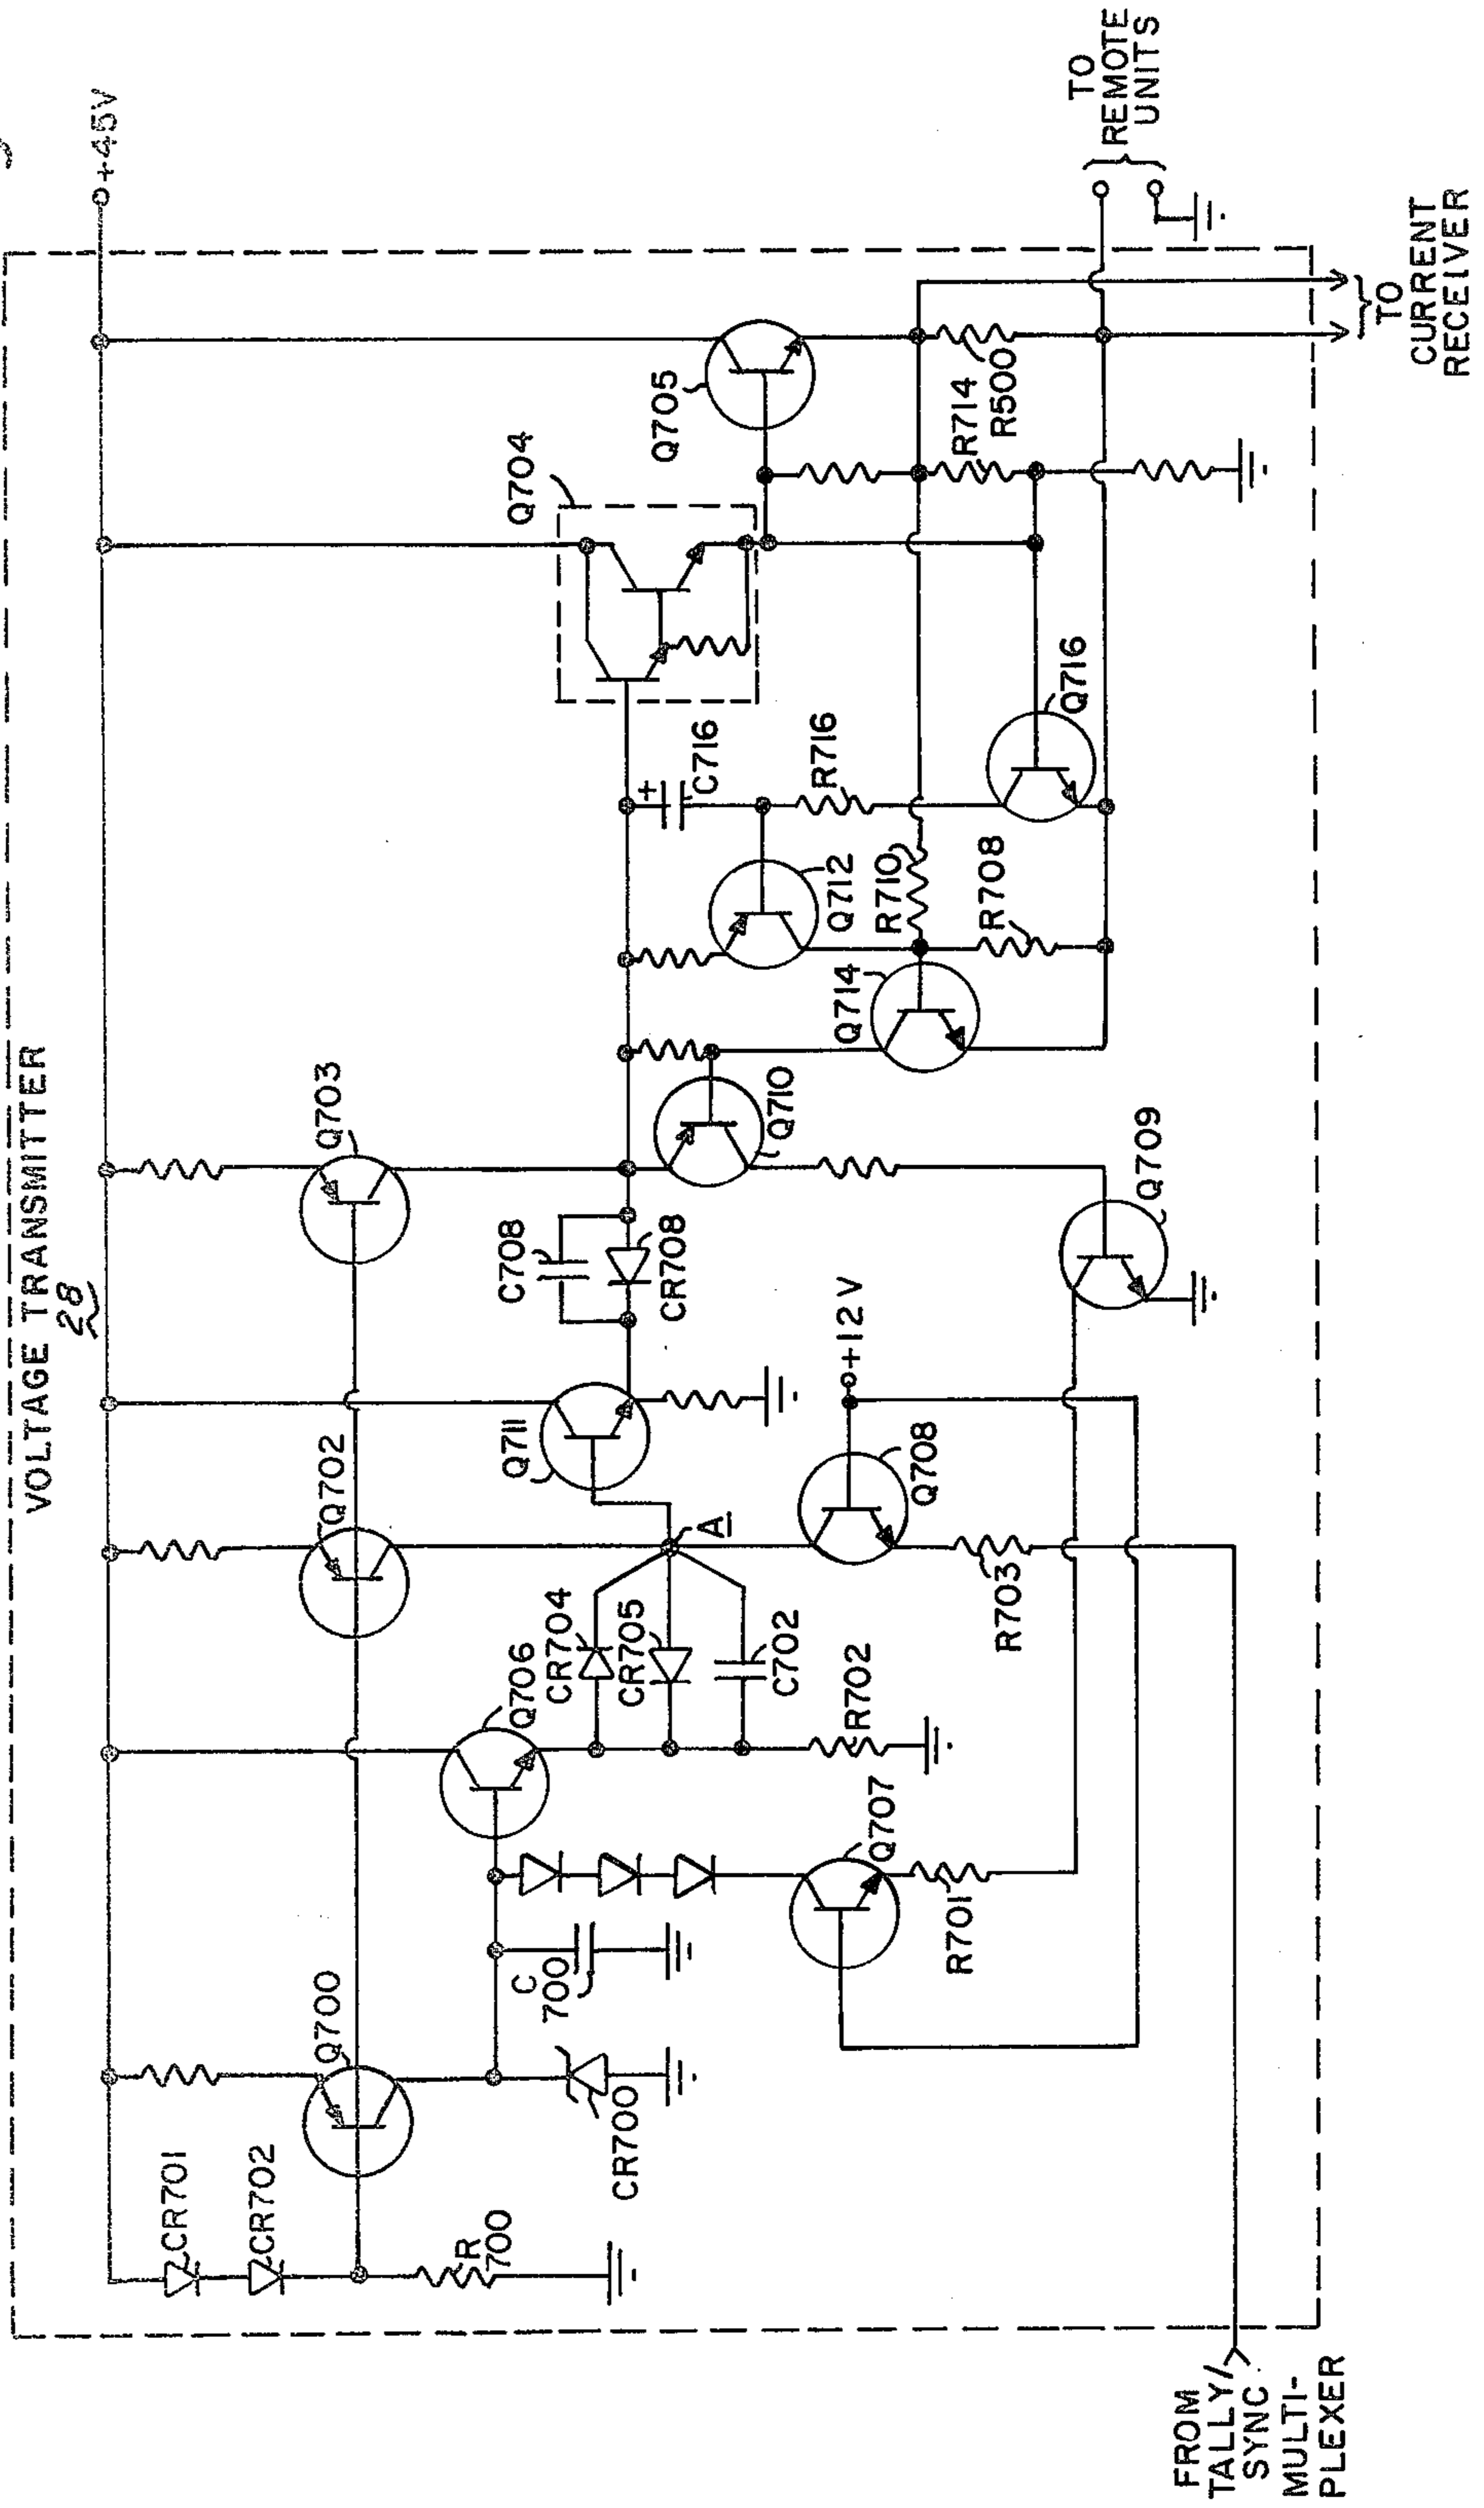 VOLTAGE TRANSMITTER
28
+45V
CR701
CR702
R
700
Q700
CR700
C
700
Q706
CR704
CR705
C702
R702
Q707
R701
Q702
A
Q711
+12V
Q708
R703
Q703
C708
CR708
Q710
Q709
Q714
Q712
R710
R708
C716
R716
Q716
Q704
Q705
R714
R500
TO
REMOTE
UNITS
TO
CURRENT
RECEIVER
FROM
TALLY/
SYNC
MULTI-
PLEXER